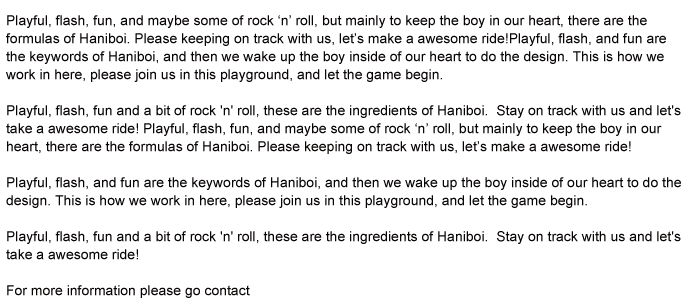 Playful, flash, fun, and maybe some of rock ‘n’ roll, but mainly to keep the boy in our heart, there are the
formulas of Haniboi. Please keeping on track with us, let’s make a awesome ride!Playful, flash, and fun are
the keywords of Haniboi, and then we wake up the boy inside of our heart to do the design. This is how we
work in here, please join us in this playground, and let the game begin.
Playful, flash, fun and a bit of rock 'n' roll, these are the ingredients of Haniboi.  Stay on track with us and let's
take a awesome ride! Playful, flash, fun, and maybe some of rock ‘n’ roll, but mainly to keep the boy in our
heart, there are the formulas of Haniboi. Please keeping on track with us, let’s make a awesome ride!
Playful, flash, and fun are the keywords of Haniboi, and then we wake up the boy inside of our heart to do the
design. This is how we work in here, please join us in this playground, and let the game begin.
Playful, flash, fun and a bit of rock 'n' roll, these are the ingredients of Haniboi.  Stay on track with us and let's
take a awesome ride!
For more information please go contact